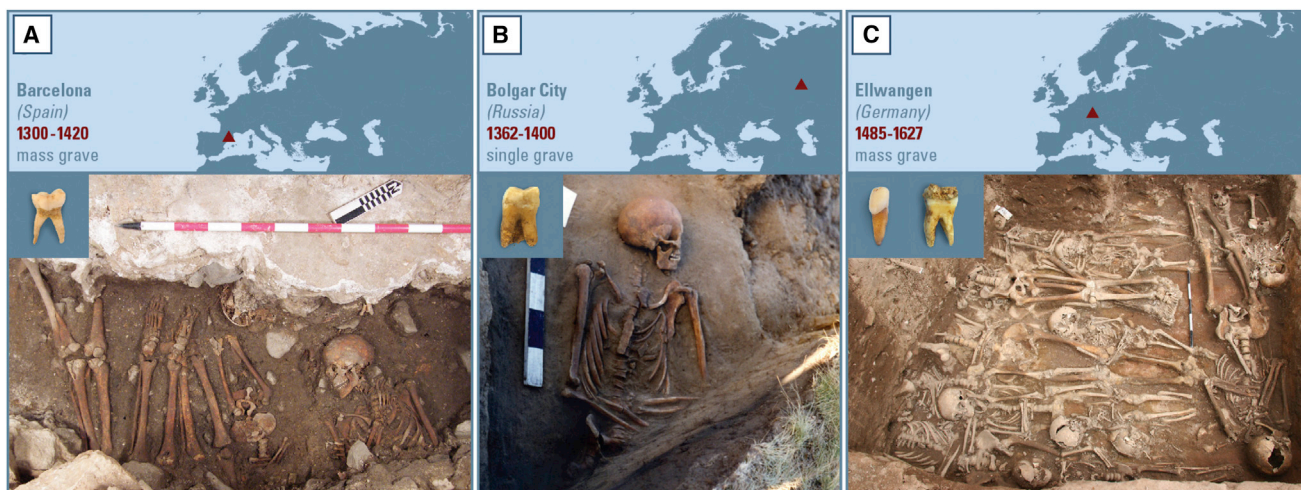 A
Barcelona
(Spain)
1300-1420
mass grave
B
Bolgar City
(Russia)
1362-1400
single grave
C
Ellwangen
(Germany)
1485-1627
mass grave